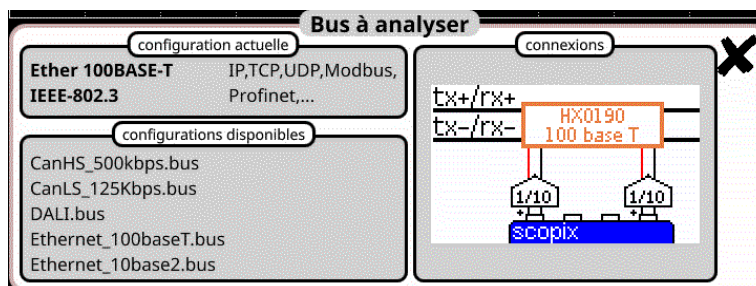 Bus à analyser
configuration actuelle
Ether 100BASE-T IP,TCP,UDP,Modbus,
IEEE-802.3 Profinet,...
configurations disponibles
CanHS_500kbps.bus
CanLS_125Kbps.bus
DALI.bus
Ethernet_100baseT.bus
Ethernet_10base2.bus
connexions
tx+/rx+
tx-/rx-
HX0190
100 base T
1/10 1/10
+ +
scopix